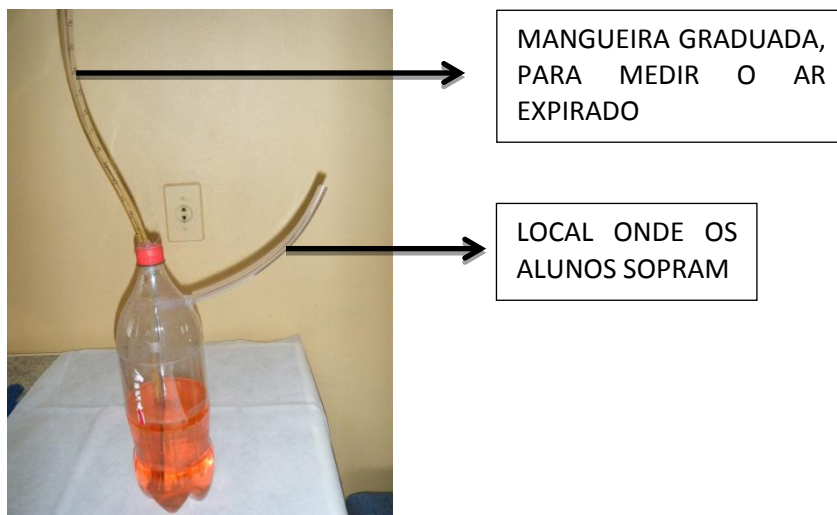 MANGUEIRA GRADUADA,
PARA MEDIR O AR
EXPIRADO
LOCAL ONDE OS
ALUNOS SOPRAM